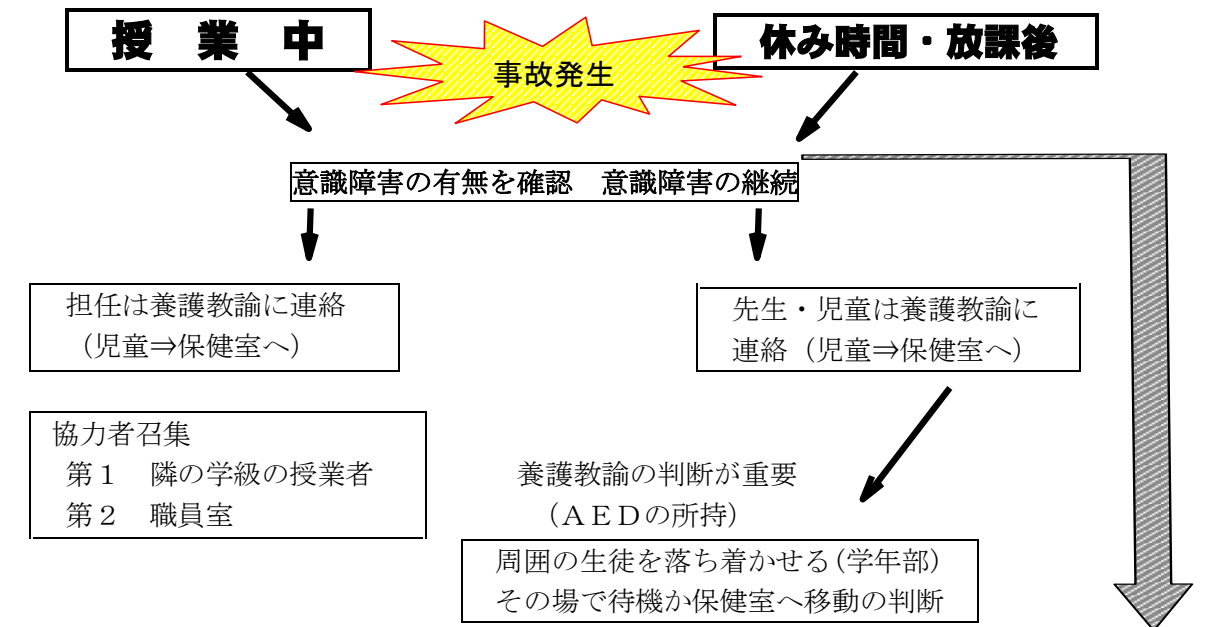 授 業 中
事故発生
休み時間・放課後
意識障害の有無を確認　意識障害の継続
担任は養護教諭に連絡
（児童⇒保健室へ）
先生・児童は養護教諭に
連絡（児童⇒保健室へ）
協力者召集
第１　隣の学級の授業者
第２　職員室
養護教諭の判断が重要
（ＡＥＤの所持）
周囲の生徒を落ち着かせる(学年部)
その場で待機か保健室へ移動の判断